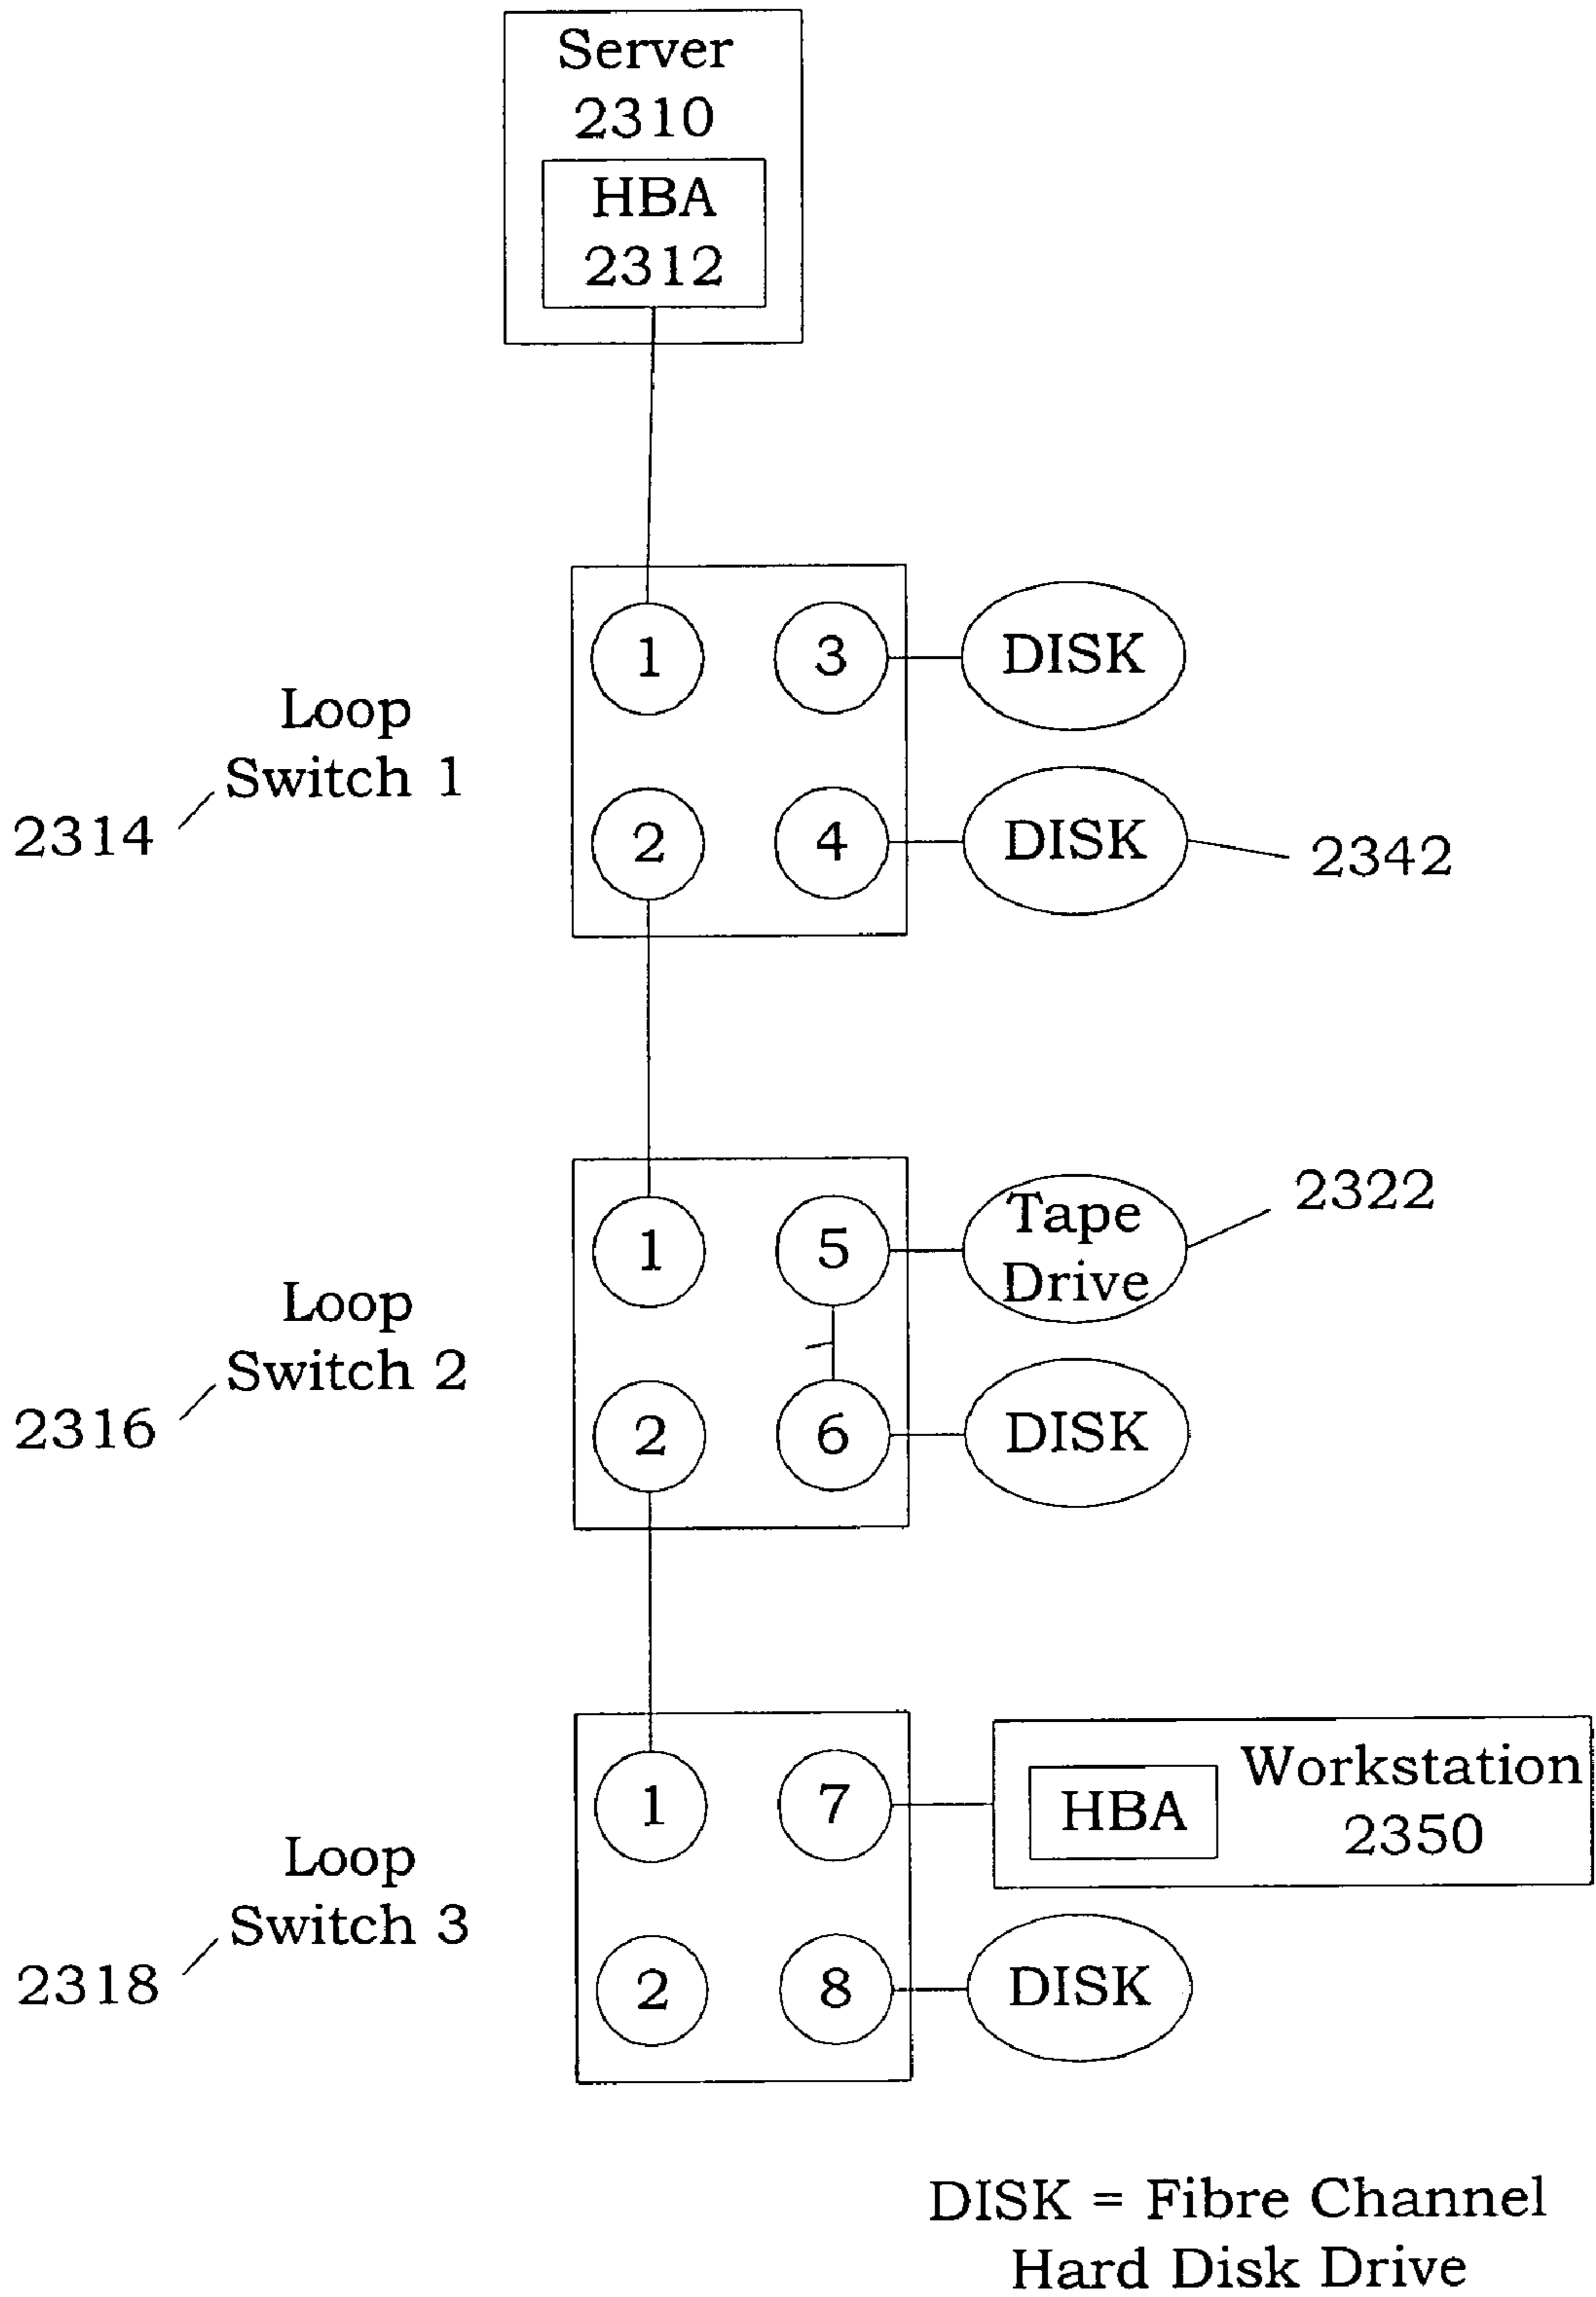 Server
2310
HBA
2312
1
3
DISK
Loop
Switch 1
2314
2
4
DISK
2342
1
5
Tape
Drive
2322
Loop
Switch 2
2316
2
6
DISK
1
7
HBA
Workstation
2350
Loop
Switch 3
2318
2
8
DISK
DISK = Fibre Channel
Hard Disk Drive